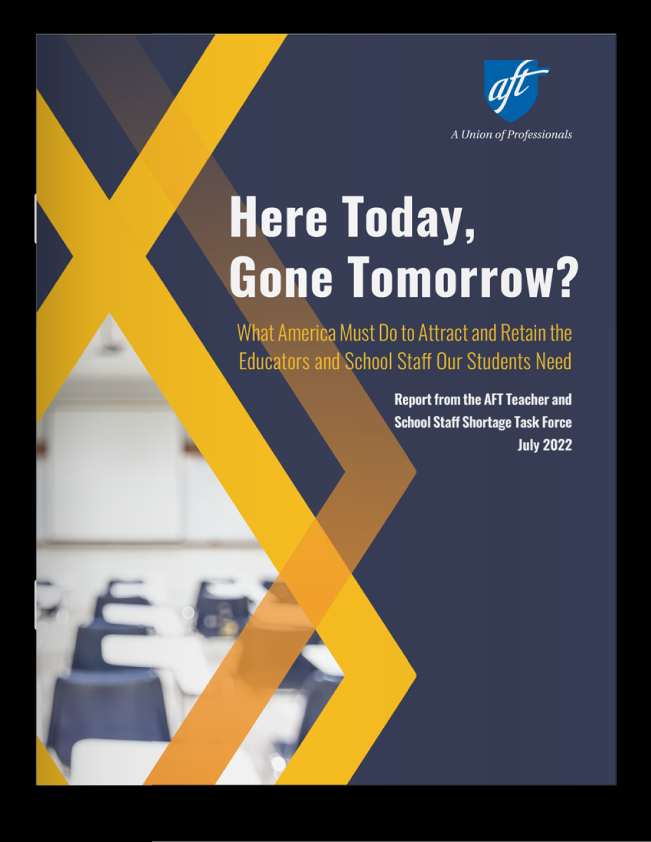 aft
A Union of Professionals
Here Today,
Gone Tomorrow?
What America Must Do to Attract and Retain the
Educators and School Staff Our Students Need
Report from the AFT Teacher and
School Staff Shortage Task Force
July 2022